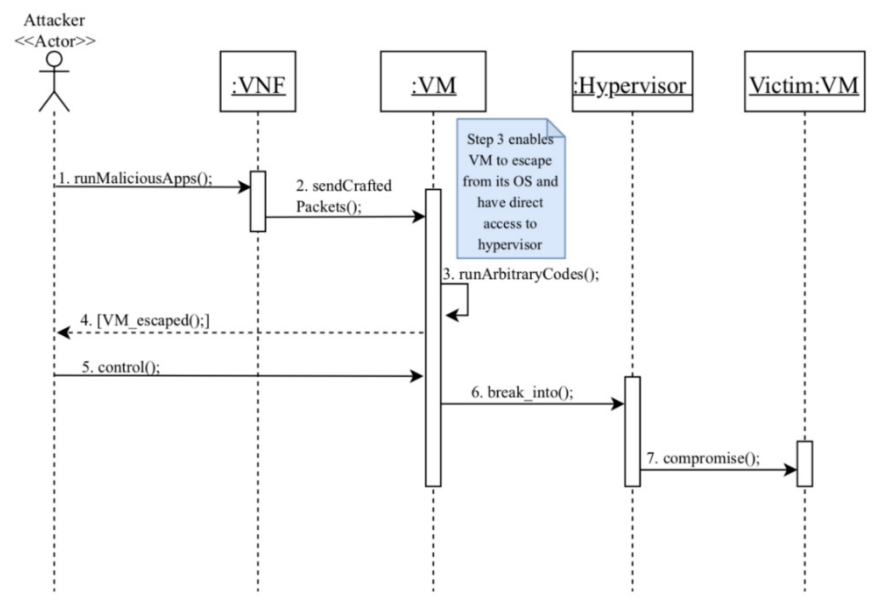 Attacker
<<Actor>>
:VNF
:VM
:Hypervisor
Victim:VM
Step 3 enables
VM to escape
from its OS and
have direct
access to
hypervisor
1. runMaliciousApps();
2. sendCrafted
Packets();
3. runArbitraryCodes();
4. [VM_escaped();]
5. control();
6. break_into();
7. compromise();